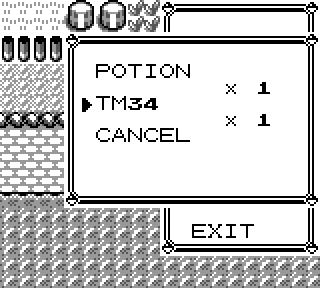 POTION
× 1
TM34
× 1
CANCEL
EXIT